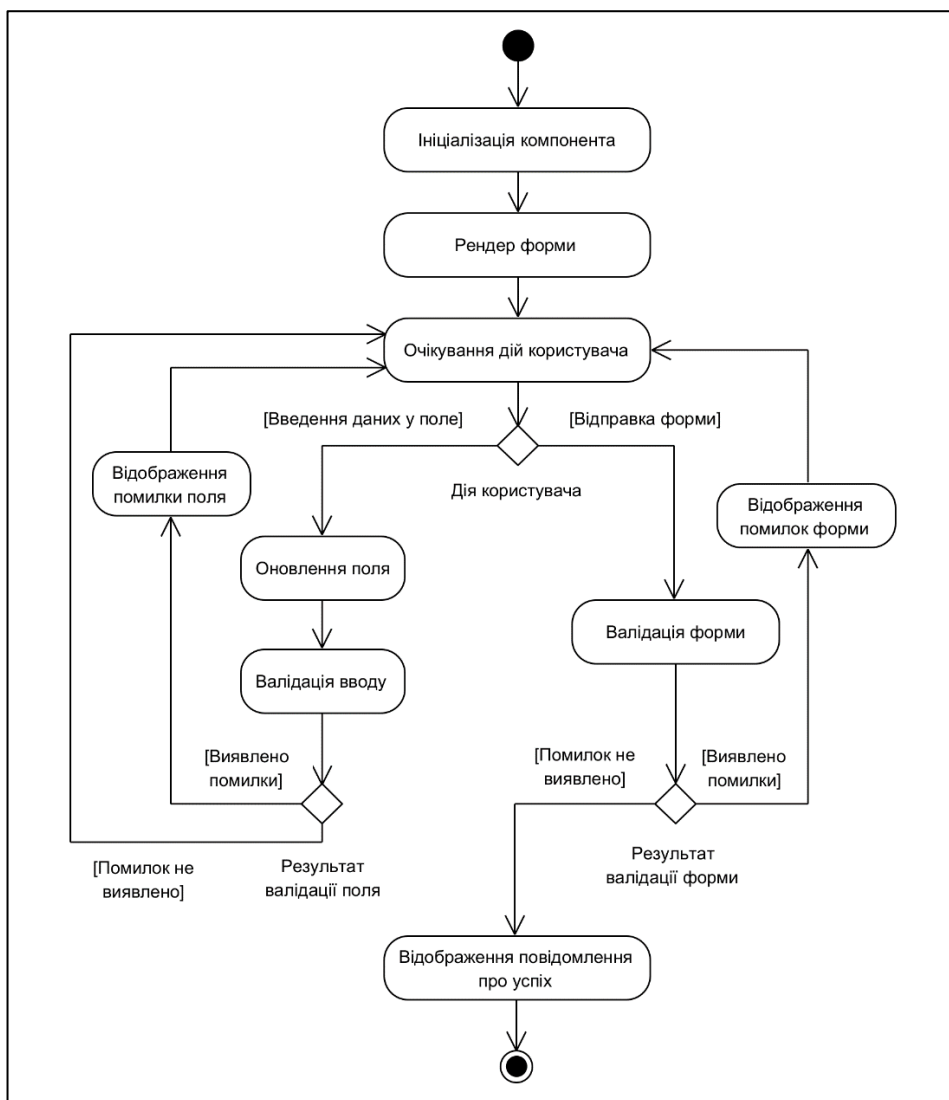 Ініціалізація компонента
Рендер форми
Очікування дій користувача
[Введення даних у поле]
[Відправка форми]
Дія користувача
Відображення
помилки поля
Відображення
помилок форми
Оновлення поля
Валідація форми
Валідація вводу
[Виявлено
помилки]
[Помилок не
виявлено]
[Виявлено
помилки]
[Помилок не
виявлено]
Результат
валідації поля
Результат
валідації форми
Відображення повідомлення
про успіх